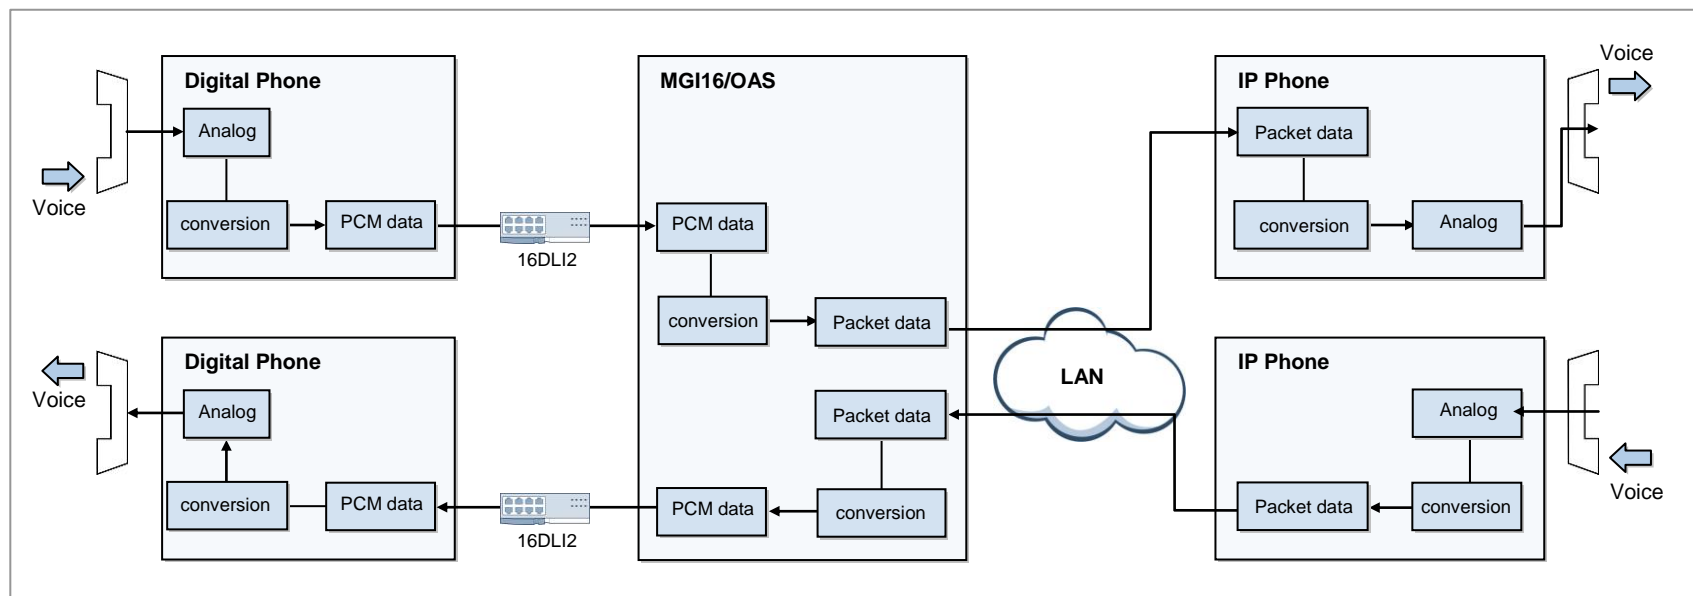 Digital Phone
Analog
Voice
conversion
PCM data
16DLI2
MGI16/OAS
PCM data
conversion
Packet data
IP Phone
Voice
Packet data
conversion
Analog
Digital Phone
Voice
Analog
conversion
PCM data
16DLI2
Packet data
PCM data
conversion
LAN
IP Phone
Analog
Packet data
conversion
Voice